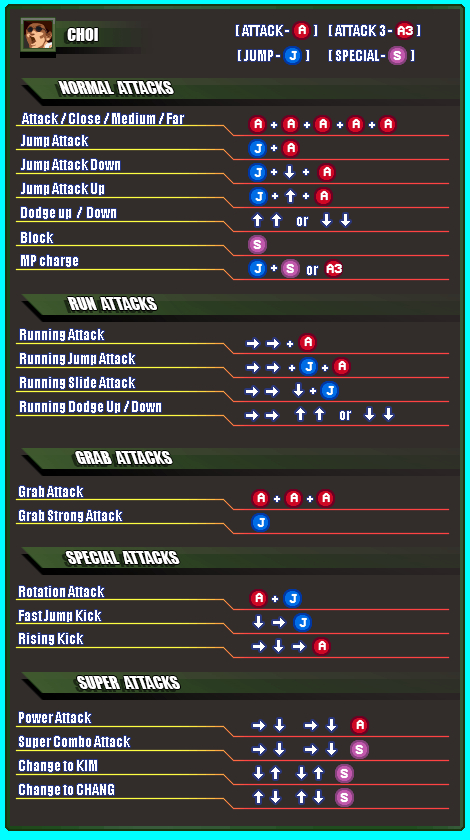 CHOI
[ ATTACK - A ] [ ATTACK 3 - A3 ]
[ JUMP - J ] [ SPECIAL - S ]
NORMAL ATTACKS
Attack / Close / Medium / Far A + A + A + A + A
Jump Attack J + A
Jump Attack Down J + ↓ + A
Jump Attack Up J + ↑ + A
Dodge up / Down ↑ ↑ or ↓ ↓
Block S
MP charge J + S or A3
RUN ATTACKS
Running Attack → → + A
Running Jump Attack → → + J + A
Running Slide Attack → → ↓ + J
Running Dodge Up / Down → → ↑ ↑ or ↓ ↓
GRAB ATTACKS
Grab Attack A + A + A
Grab Strong Attack J
SPECIAL ATTACKS
Rotation Attack A + J
Fast Jump Kick ↓ → J
Rising Kick → ↓ → A
SUPER ATTACKS
Power Attack → ↓ → ↓ A
Super Combo Attack → ↓ → ↓ S
Change to KIM ↓ ↑ ↓ ↑ S
Change to CHANG ↑ ↓ ↑ ↓ S